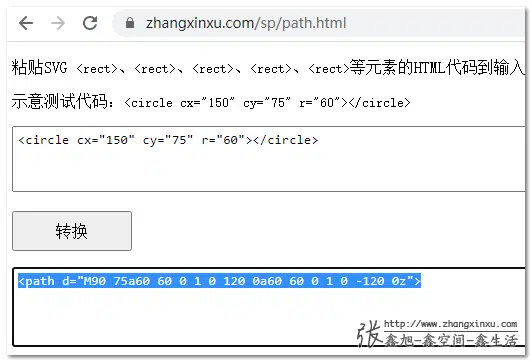 zhangxinxu.com/sp/path.html
粘贴SVG <rect>、<rect>、<rect>、<rect>、<rect>等元素的HTML代码到输入
示意测试代码：<circle cx="150" cy="75" r="60"></circle>
<circle cx="150" cy="75" r="60"></circle>
转换
<path d="M90 75a60 60 0 1 0 120 0a60 60 0 1 0 -120 0z">
张 http://www.zhangxinxu.com
鑫旭-鑫空间-鑫生活